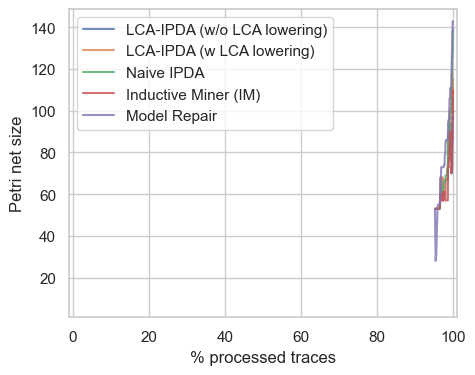 LCA-IPDA (w/o LCA lowering)
LCA-IPDA (w LCA lowering)
Naive IPDA
Inductive Miner (IM)
Model Repair
140
120
100
80
60
40
20
Petri net size
0 20 40 60 80 100
% processed traces